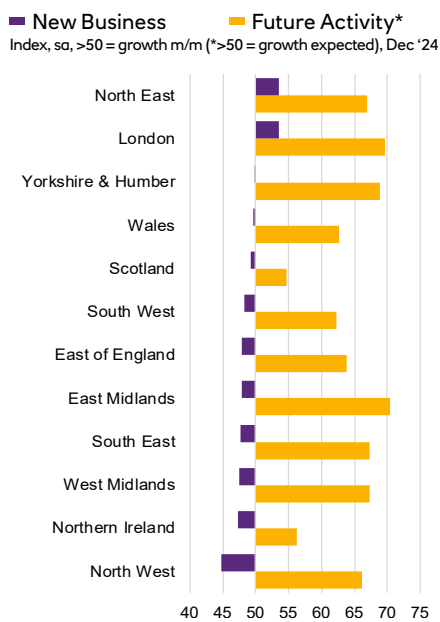 New Business Future Activity*
Index, sa, >50 = growth m/m (*>50 = growth expected), Dec ‘24
North East
London
Yorkshire & Humber
Wales
Scotland
South West
East of England
East Midlands
South East
West Midlands
Northern Ireland
North West
40 45 50 55 60 65 70 75